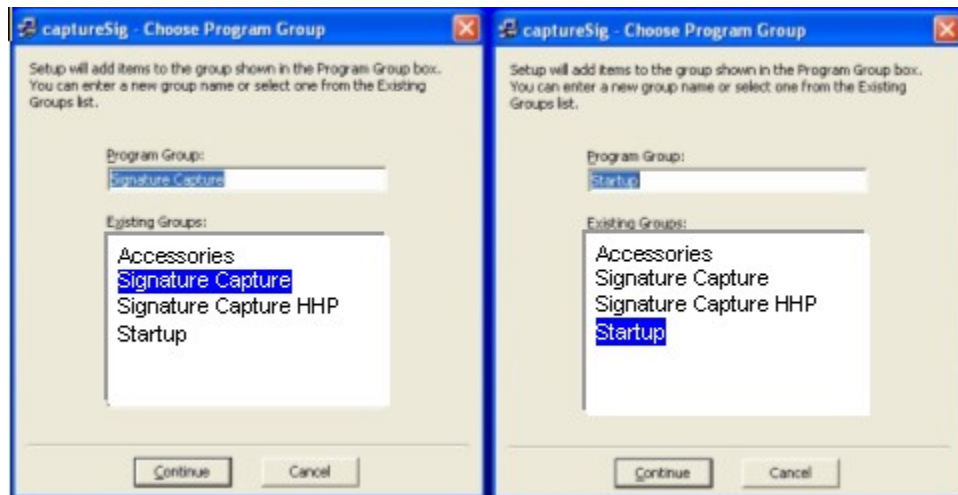 captureSig - Choose Program Group
Setup will add items to the group shown in the Program Group box.
You can enter a new group name or select one from the Existing
Groups list.
Program Group:
Signature Capture
Existing Groups:
Accessories
Signature Capture
Signature Capture HHP
Startup
Continue
Cancel
captureSig - Choose Program Group
Setup will add items to the group shown in the Program Group box.
You can enter a new group name or select one from the Existing
Groups list.
Program Group:
Startup
Existing Groups:
Accessories
Signature Capture
Signature Capture HHP
Startup
Continue
Cancel